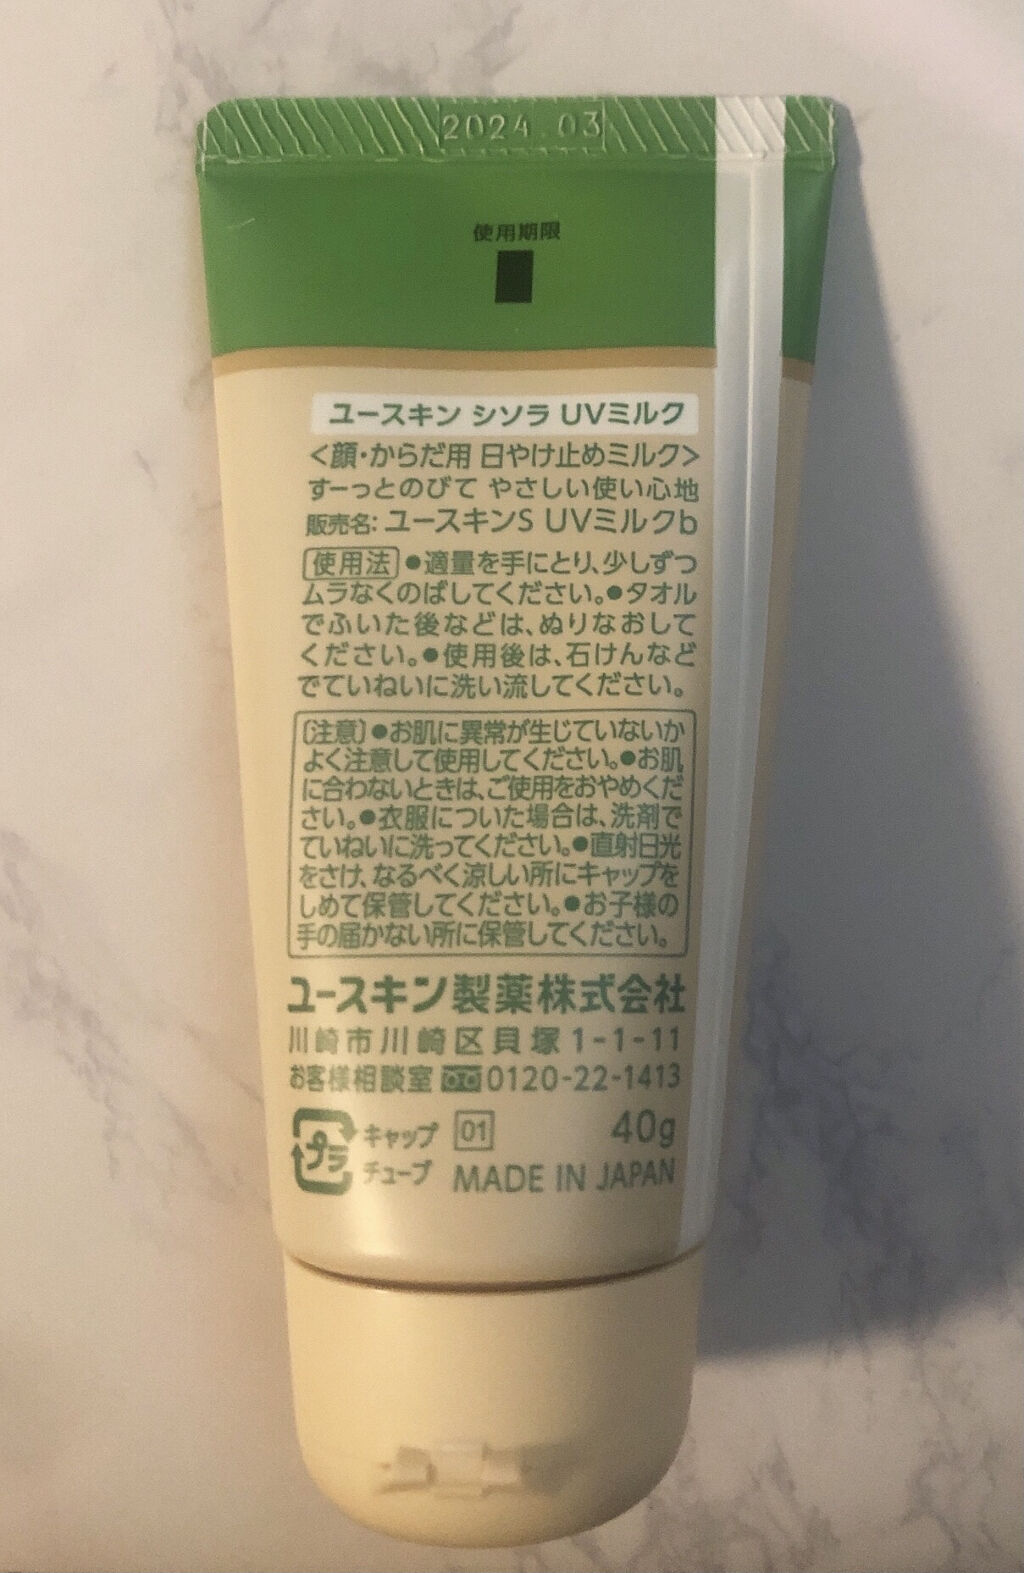 2024.03
使用期限
ユースキン シソラ UVミルク
<顔・からだ用 日やけ止めミルク>
すーっとのびて やさしい使い心地
販売名: ユースキンS UVミルクb
使用法 ●適量を手にとり、少しずつ
ムラなくのばしてください。●タオル
でふいた後などは、ぬりなおして
ください。●使用後は、石けんなど
でていねいに洗い流してください。
〔注意〕●お肌に異常が生じていないか
よく注意して使用してください。●お肌
に合わないときは、ご使用をおやめくだ
さい。●衣服についた場合は、洗剤で
ていねいに洗ってください。●直射日光
をさけ、なるべく涼しい所にキャップを
しめて保管してください。●お子様の
手の届かない所に保管してください。
ユースキン製薬株式会社
川崎市川崎区貝塚1-1-11
お客様相談室 0120-22-1413
プラ キャップ チューブ 01 40g
MADE IN JAPAN